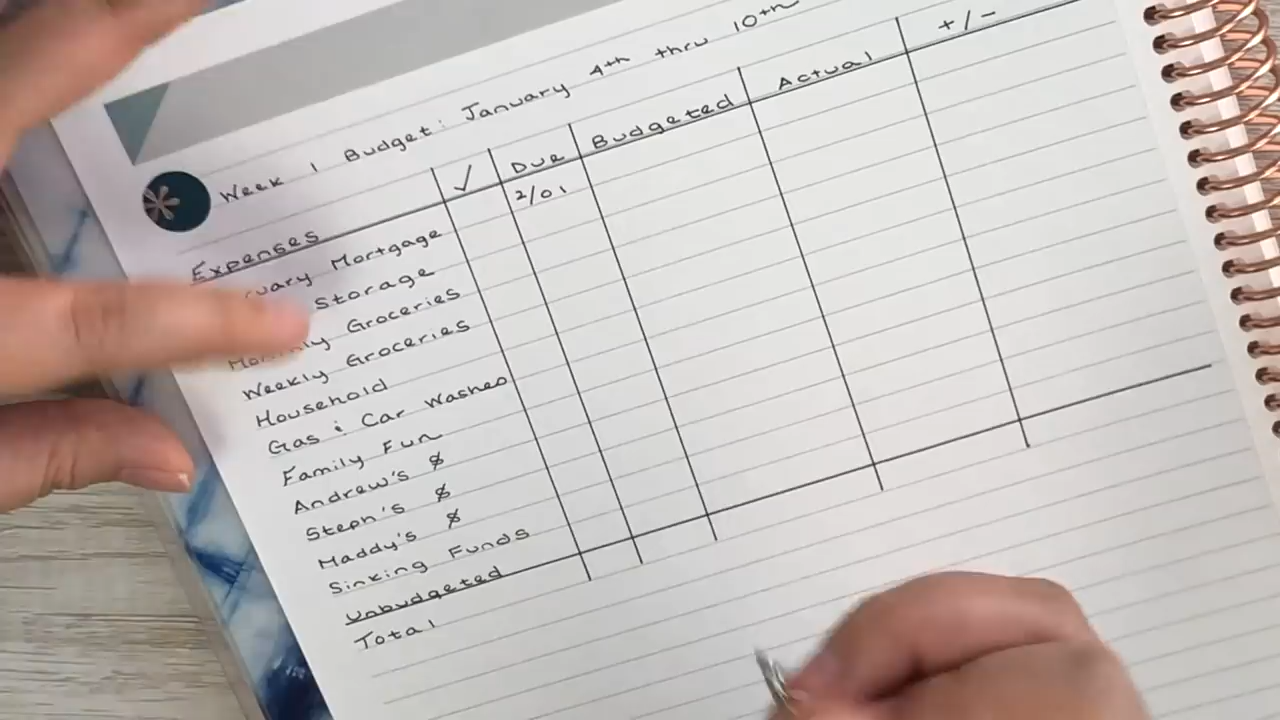 Week 1 Budget: January 4th thru 10th
Expenses ✓ Due Budgeted Actual +/-
Mortgage 2/01
Storage
Monthly Groceries
Weekly Groceries
Household
Gas & Car Washes
Family Fun
Andrew's $
Steph's $
Maddy's $
Sinking Funds
Unbudgeted
Total